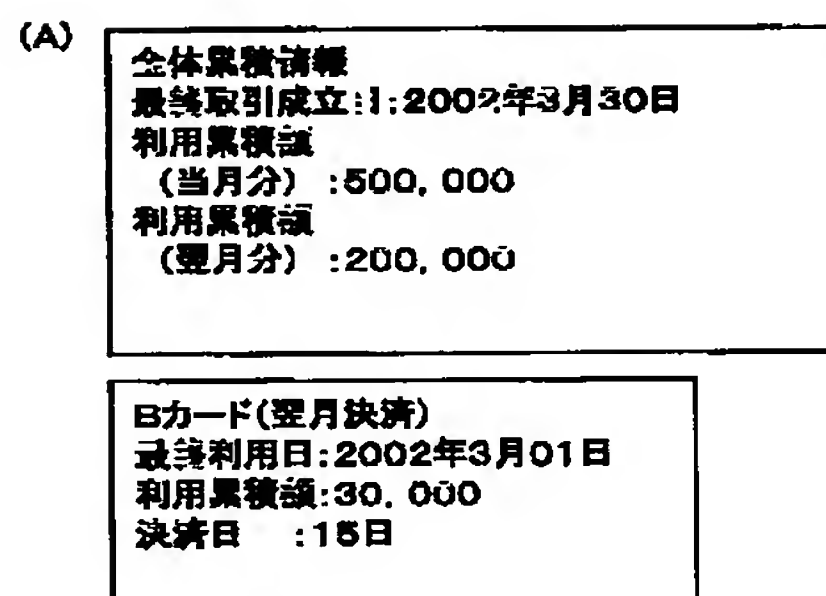 (A)
全体累積情報
最終取引成立日:2002年3月30日
利用累積額
(当月分) :500, 000
利用累積額
(翌月分) :200, 000
Bカード(翌月決済)
最終利用日:2002年3月01日
利用累積額:30, 000
決済日 :15日